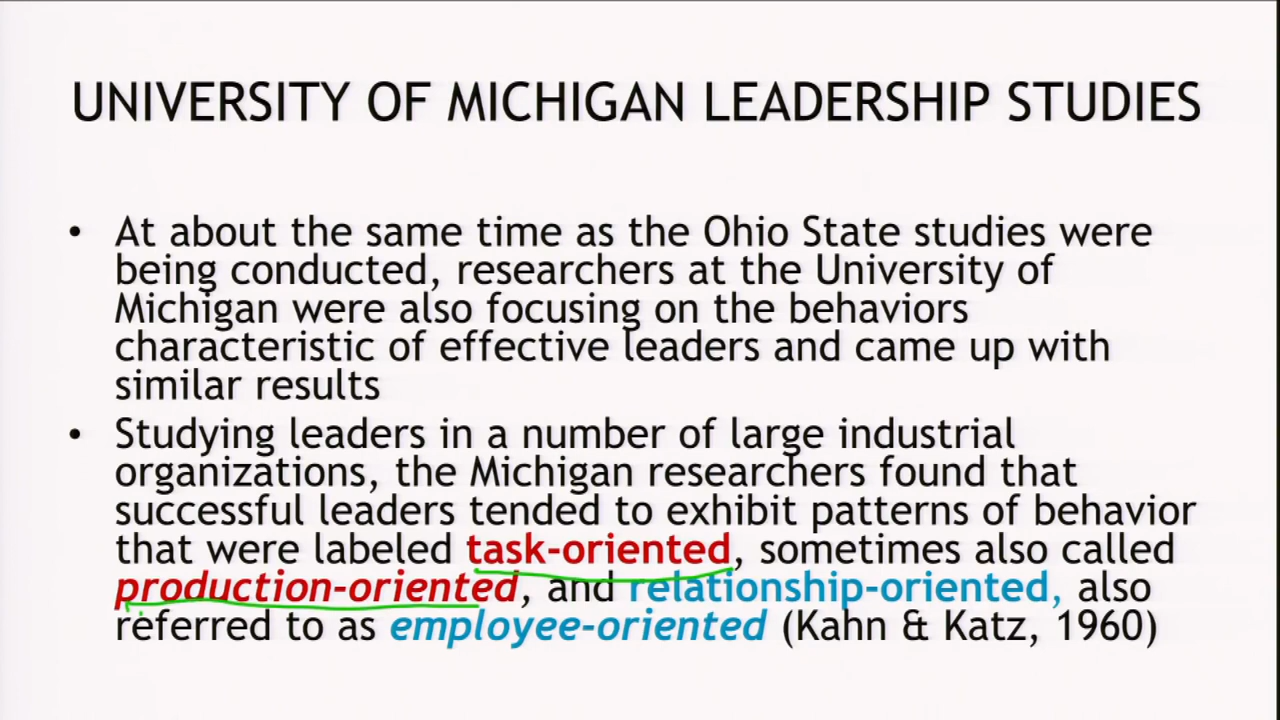 UNIVERSITY OF MICHIGAN LEADERSHIP STUDIES
• At about the same time as the Ohio State studies were
being conducted, researchers at the University of
Michigan were also focusing on the behaviors
characteristic of effective leaders and came up with
similar results
• Studying leaders in a number of large industrial
organizations, the Michigan researchers found that
successful leaders tended to exhibit patterns of behavior
that were labeled task-oriented, sometimes also called
production-oriented, and relationship-oriented, also
referred to as employee-oriented (Kahn & Katz, 1960)